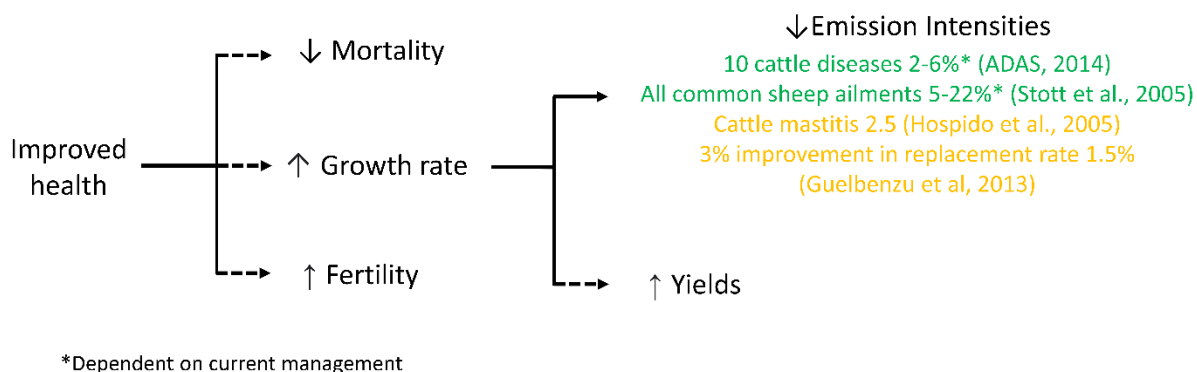 Improved
health
↓ Mortality
↑ Growth rate
↑ Fertility
↓Emission Intensities
10 cattle diseases 2-6%* (ADAS, 2014)
All common sheep ailments 5-22%* (Stott et al., 2005)
Cattle mastitis 2.5 (Hospido et al., 2005)
3% improvement in replacement rate 1.5%
(Guelbenzu et al, 2013)
↑ Yields
*Dependent on current management